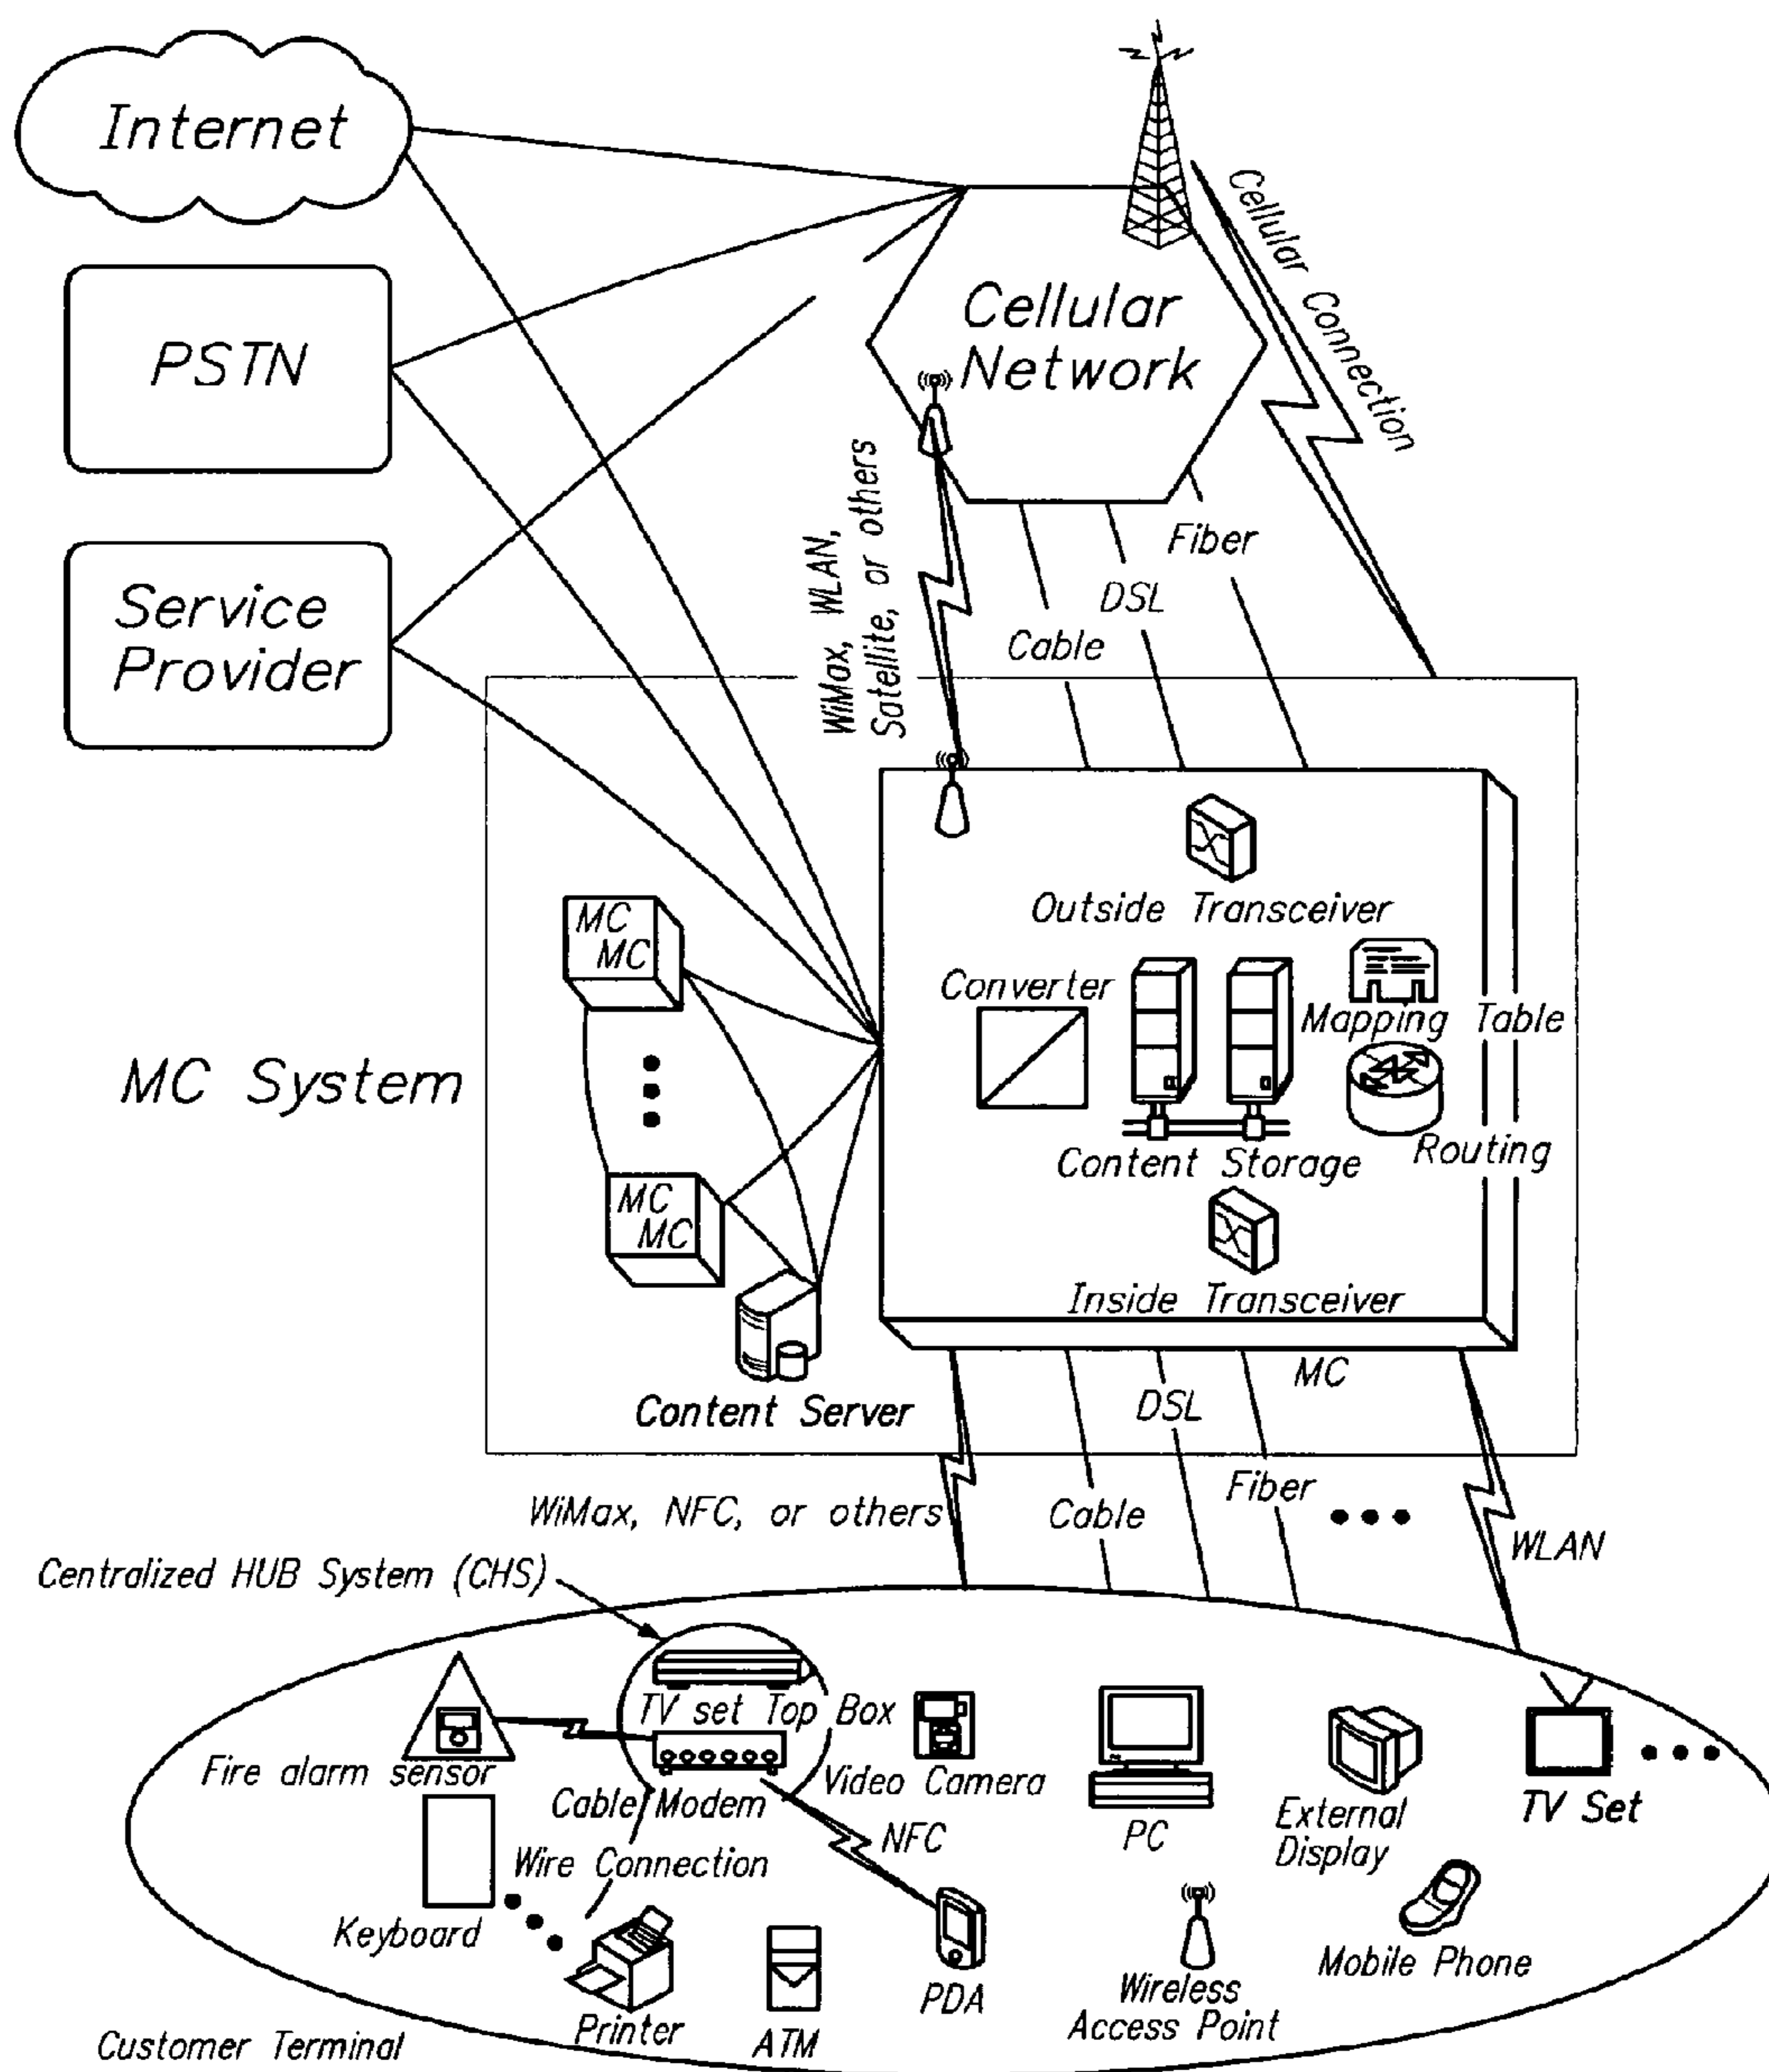 Internet
Cellular Connection
PSTN
Cellular
Network
Service
Provider
WiMax, WLAN,
Satellite, or others
Fiber
DSL
Cable
Outside Transceiver
MC
MC
Converter
Mapping Table
MC System
Content Storage
Routing
MC
MC
Inside Transceiver
MC
Content Server
DSL
WiMax, NFC, or others
Cable
Fiber
WLAN
Centralized HUB System (CHS)
TV set Top Box
Fire alarm sensor
Cable Modem
Video Camera
PC
External
Display
TV Set
NFC
Wire Connection
Keyboard
Printer
ATM
PDA
Wireless
Access Point
Mobile Phone
Customer Terminal